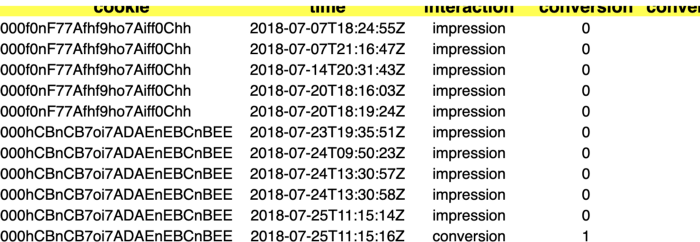 cookie time interaction conversion conver
000f0nF77Afhf9ho7Aiff0Chh 2018-07-07T18:24:55Z impression 0
000f0nF77Afhf9ho7Aiff0Chh 2018-07-07T21:16:47Z impression 0
000f0nF77Afhf9ho7Aiff0Chh 2018-07-14T20:31:43Z impression 0
000f0nF77Afhf9ho7Aiff0Chh 2018-07-20T18:16:03Z impression 0
000f0nF77Afhf9ho7Aiff0Chh 2018-07-20T18:19:24Z impression 0
000hCBnCB7oi7ADAEnEBCnBEE 2018-07-23T19:35:51Z impression 0
000hCBnCB7oi7ADAEnEBCnBEE 2018-07-24T09:50:23Z impression 0
000hCBnCB7oi7ADAEnEBCnBEE 2018-07-24T13:30:57Z impression 0
000hCBnCB7oi7ADAEnEBCnBEE 2018-07-24T13:30:58Z impression 0
000hCBnCB7oi7ADAEnEBCnBEE 2018-07-25T11:15:14Z impression 0
000hCBnCB7oi7ADAEnEBCnBEE 2018-07-25T11:15:16Z conversion 1